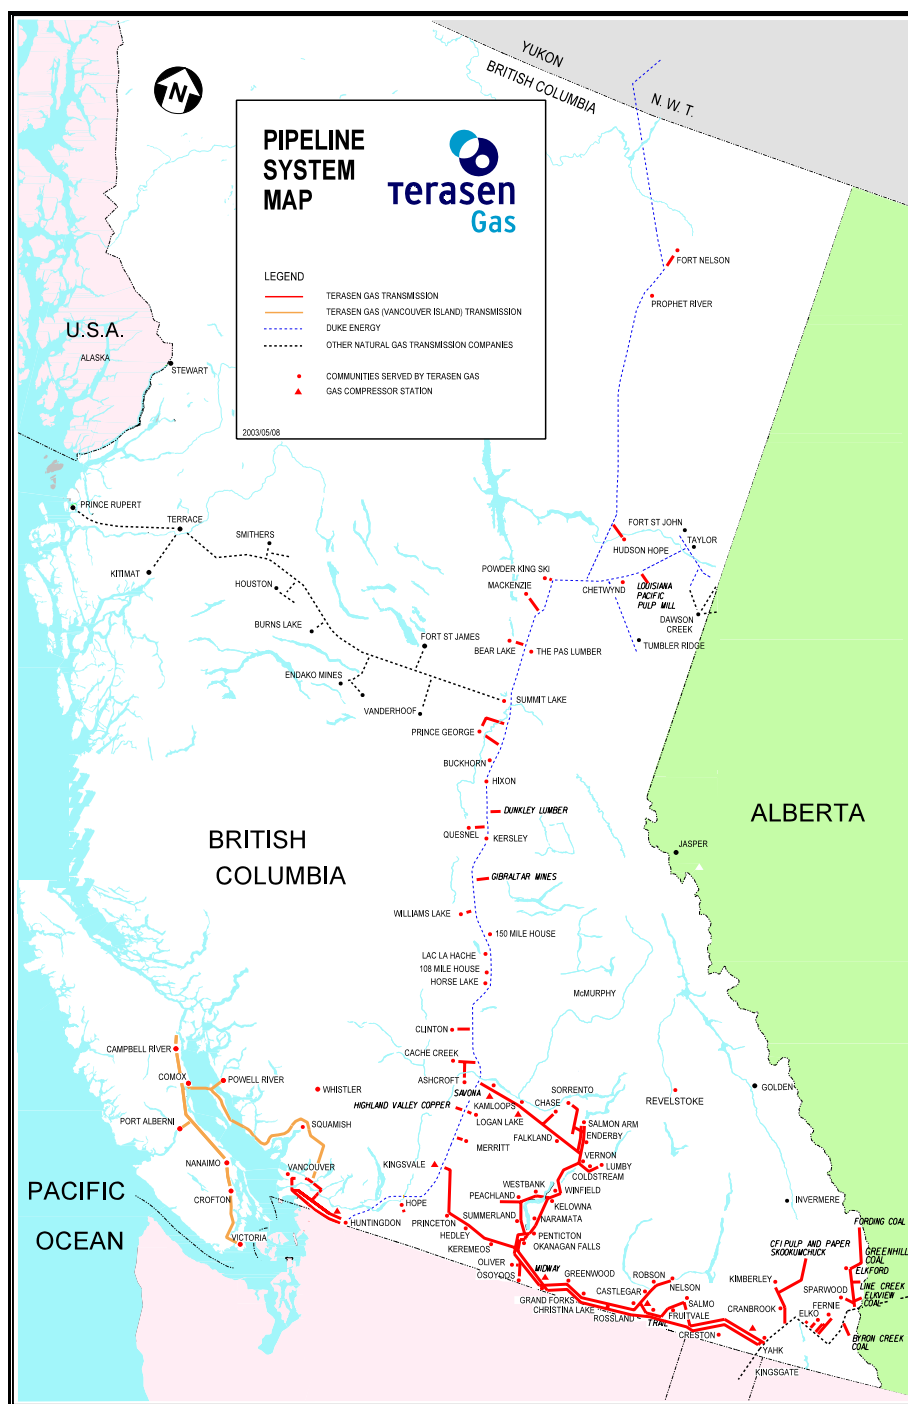 YUKON
BRITISH COLUMBIA
N. W. T.
N
PIPELINE
SYSTEM
MAP
Terasen
Gas
LEGEND
TERASEN GAS TRANSMISSION
TERASEN GAS (VANCOUVER ISLAND) TRANSMISSION
DUKE ENERGY
OTHER NATURAL GAS TRANSMISSION COMPANIES
COMMUNITIES SERVED BY TERASEN GAS
GAS COMPRESSOR STATION
2003/05/08
FORT NELSON
PROPHET RIVER
U.S.A.
ALASKA
STEWART
PRINCE RUPERT
TERRACE
SMITHERS
KITIMAT
HOUSTON
BURNS LAKE
FORT ST JAMES
ENDAKO MINES
VANDERHOOF
FORT ST JOHN
TAYLOR
HUDSON HOPE
POWDER KING SKI
MACKENZIE
CHETWYND
LOUISIANA
PACIFIC
PULP MILL
DAWSON
CREEK
TUMBLER RIDGE
BEAR LAKE
THE PAS LUMBER
SUMMIT LAKE
PRINCE GEORGE
BUCKHORN
HIXON
DUNKLEY LUMBER
QUESNEL
KERSLEY
ALBERTA
BRITISH
COLUMBIA
JASPER
GIBRALTAR MINES
WILLIAMS LAKE
150 MILE HOUSE
LAC LA HACHE
108 MILE HOUSE
HORSE LAKE
McMURPHY
CLINTON
CACHE CREEK
ASHCROFT
SAVONA
CAMPBELL RIVER
COMOX
POWELL RIVER
WHISTLER
HIGHLAND VALLEY COPPER
KAMLOOPS
CHASE
SORRENTO
REVELSTOKE
GOLDEN
LOGAN LAKE
PORT ALBERNI
SQUAMISH
SALMON ARM
ENDERBY
FALKLAND
MERRITT
NANAIMO
VANCOUVER
KINGSVALE
VERNON
LUMBY
COLDSTREAM
PACIFIC
OCEAN
CROFTON
VICTORIA
HUNTINGDON
HOPE
WESTBANK
WINFIELD
PEACHLAND
KELOWNA
INVERMERE
PRINCETON
SUMMERLAND
NARAMATA
HEDLEY
KEREMEOS
PENTICTON
OKANAGAN FALLS
OLIVER
OSOYOOS
MIDWAY
GREENWOOD
ROBSON
NELSON
CASTLEGAR
GRAND FORKS
CHRISTINA LAKE
ROSSLAND
TRAIL
SALMO
FRUITVALE
CRESTON
YAHK
KINGSGATE
FORDING COAL
CFI PULP AND PAPER
SKOOKUMCHUCK
GREENHILL
COAL
ELKFORD
KIMBERLEY
SPARWOOD
LINE CREEK
ELKVIEW
COAL
CRANBROOK
FERNIE
ELKO
BYRON CREEK
COAL